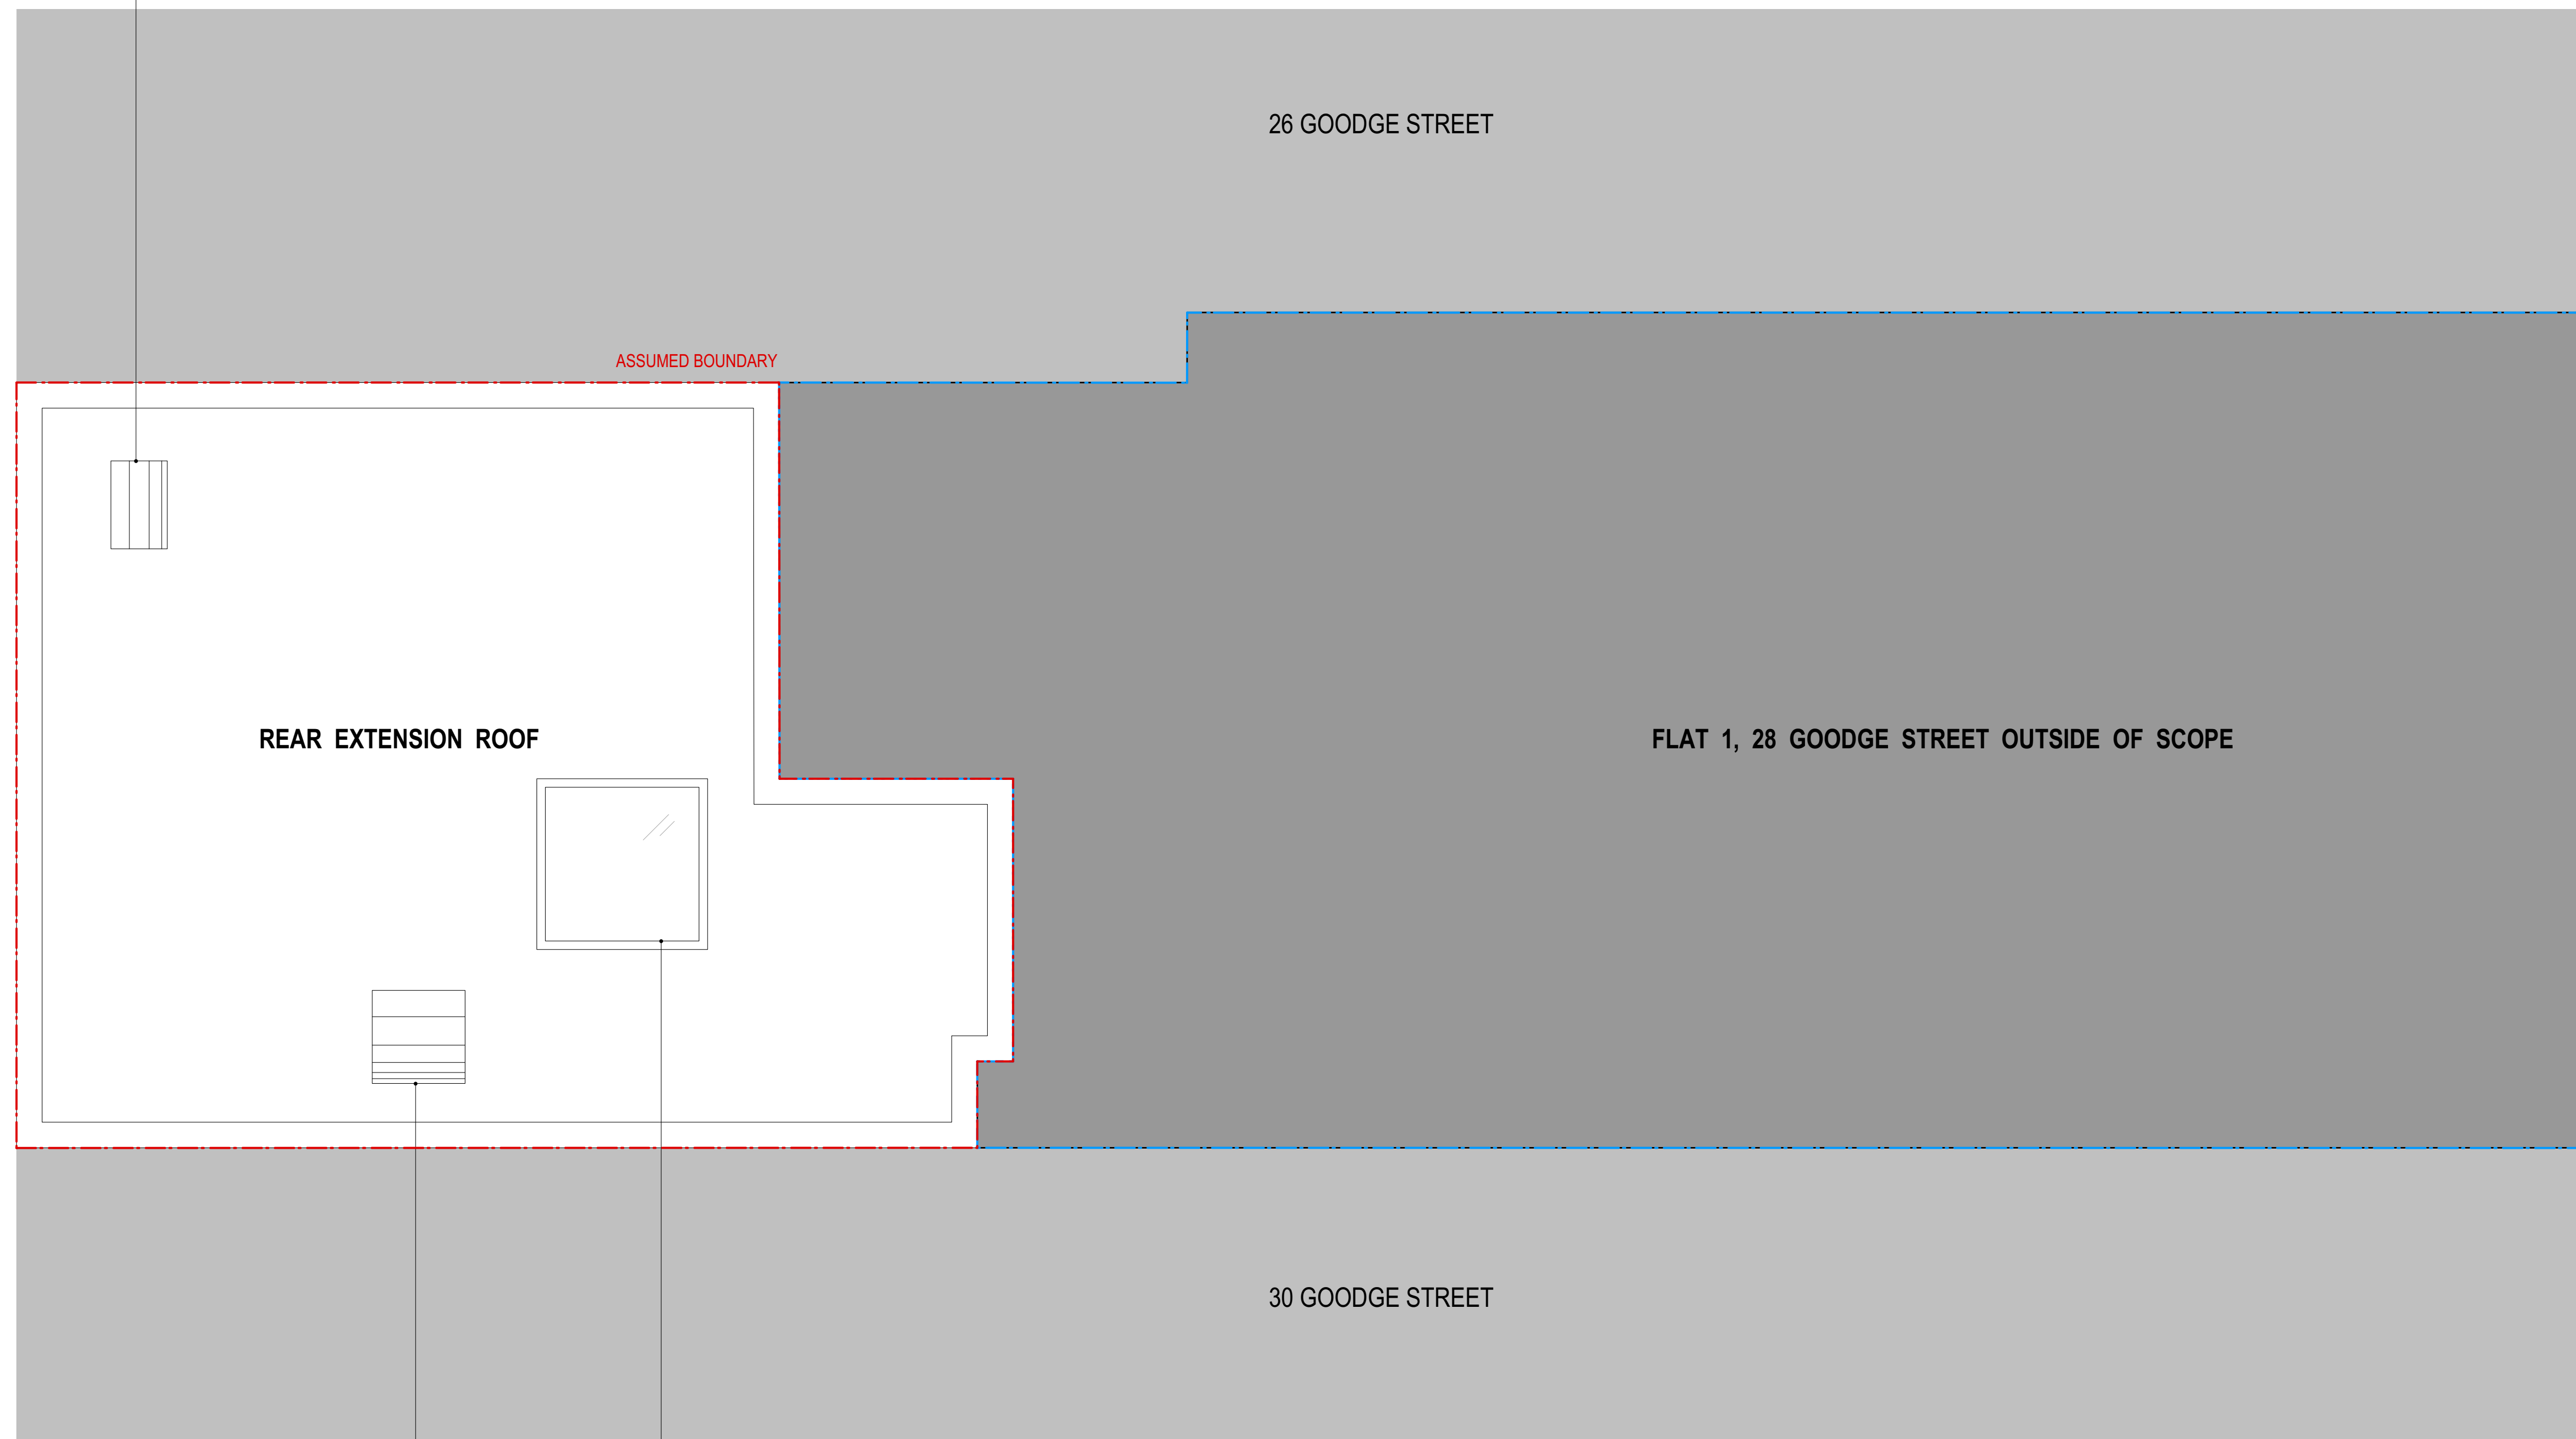 26 GOODGE STREET
ASSUMED BOUNDARY
REAR EXTENSION ROOF
FLAT 1, 28 GOODGE STREET OUTSIDE OF SCOPE
30 GOODGE STREET